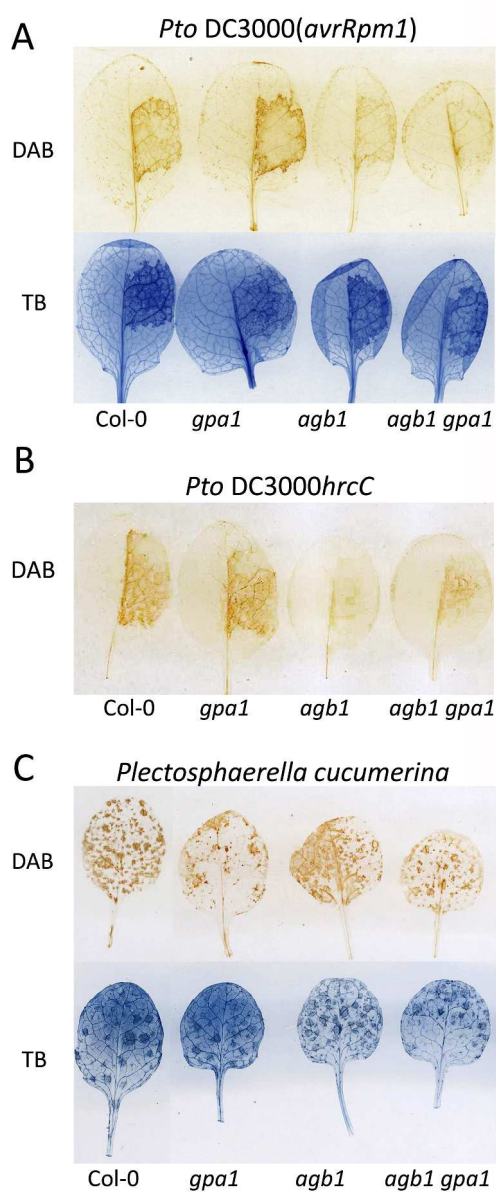 A
Pto DC3000(avrRpm1)
DAB
TB
Col-0 gpa1 agb1 agb1 gpa1
B
Pto DC3000hrcC
DAB
Col-0 gpa1 agb1 agb1 gpa1
C
Plectosphaerella cucumerina
DAB
TB
Col-0 gpa1 agb1 agb1 gpa1